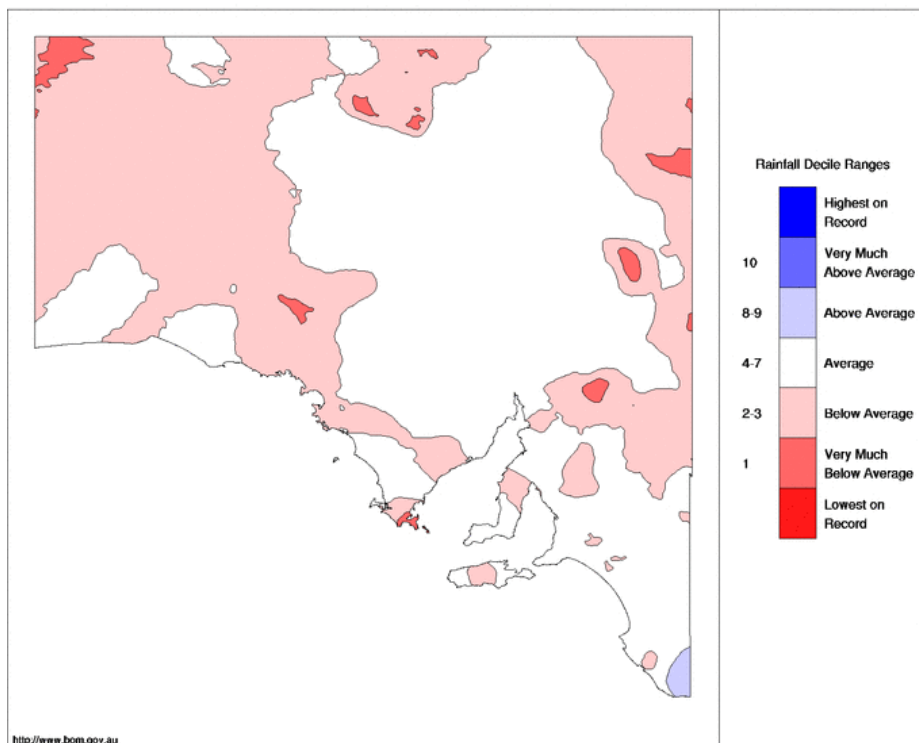 Rainfall Decile Ranges
Highest on
Record
10
Very Much
Above Average
8-9
Above Average
4-7
Average
2-3
Below Average
1
Very Much
Below Average
Lowest on
Record
http://www.bom.gov.au